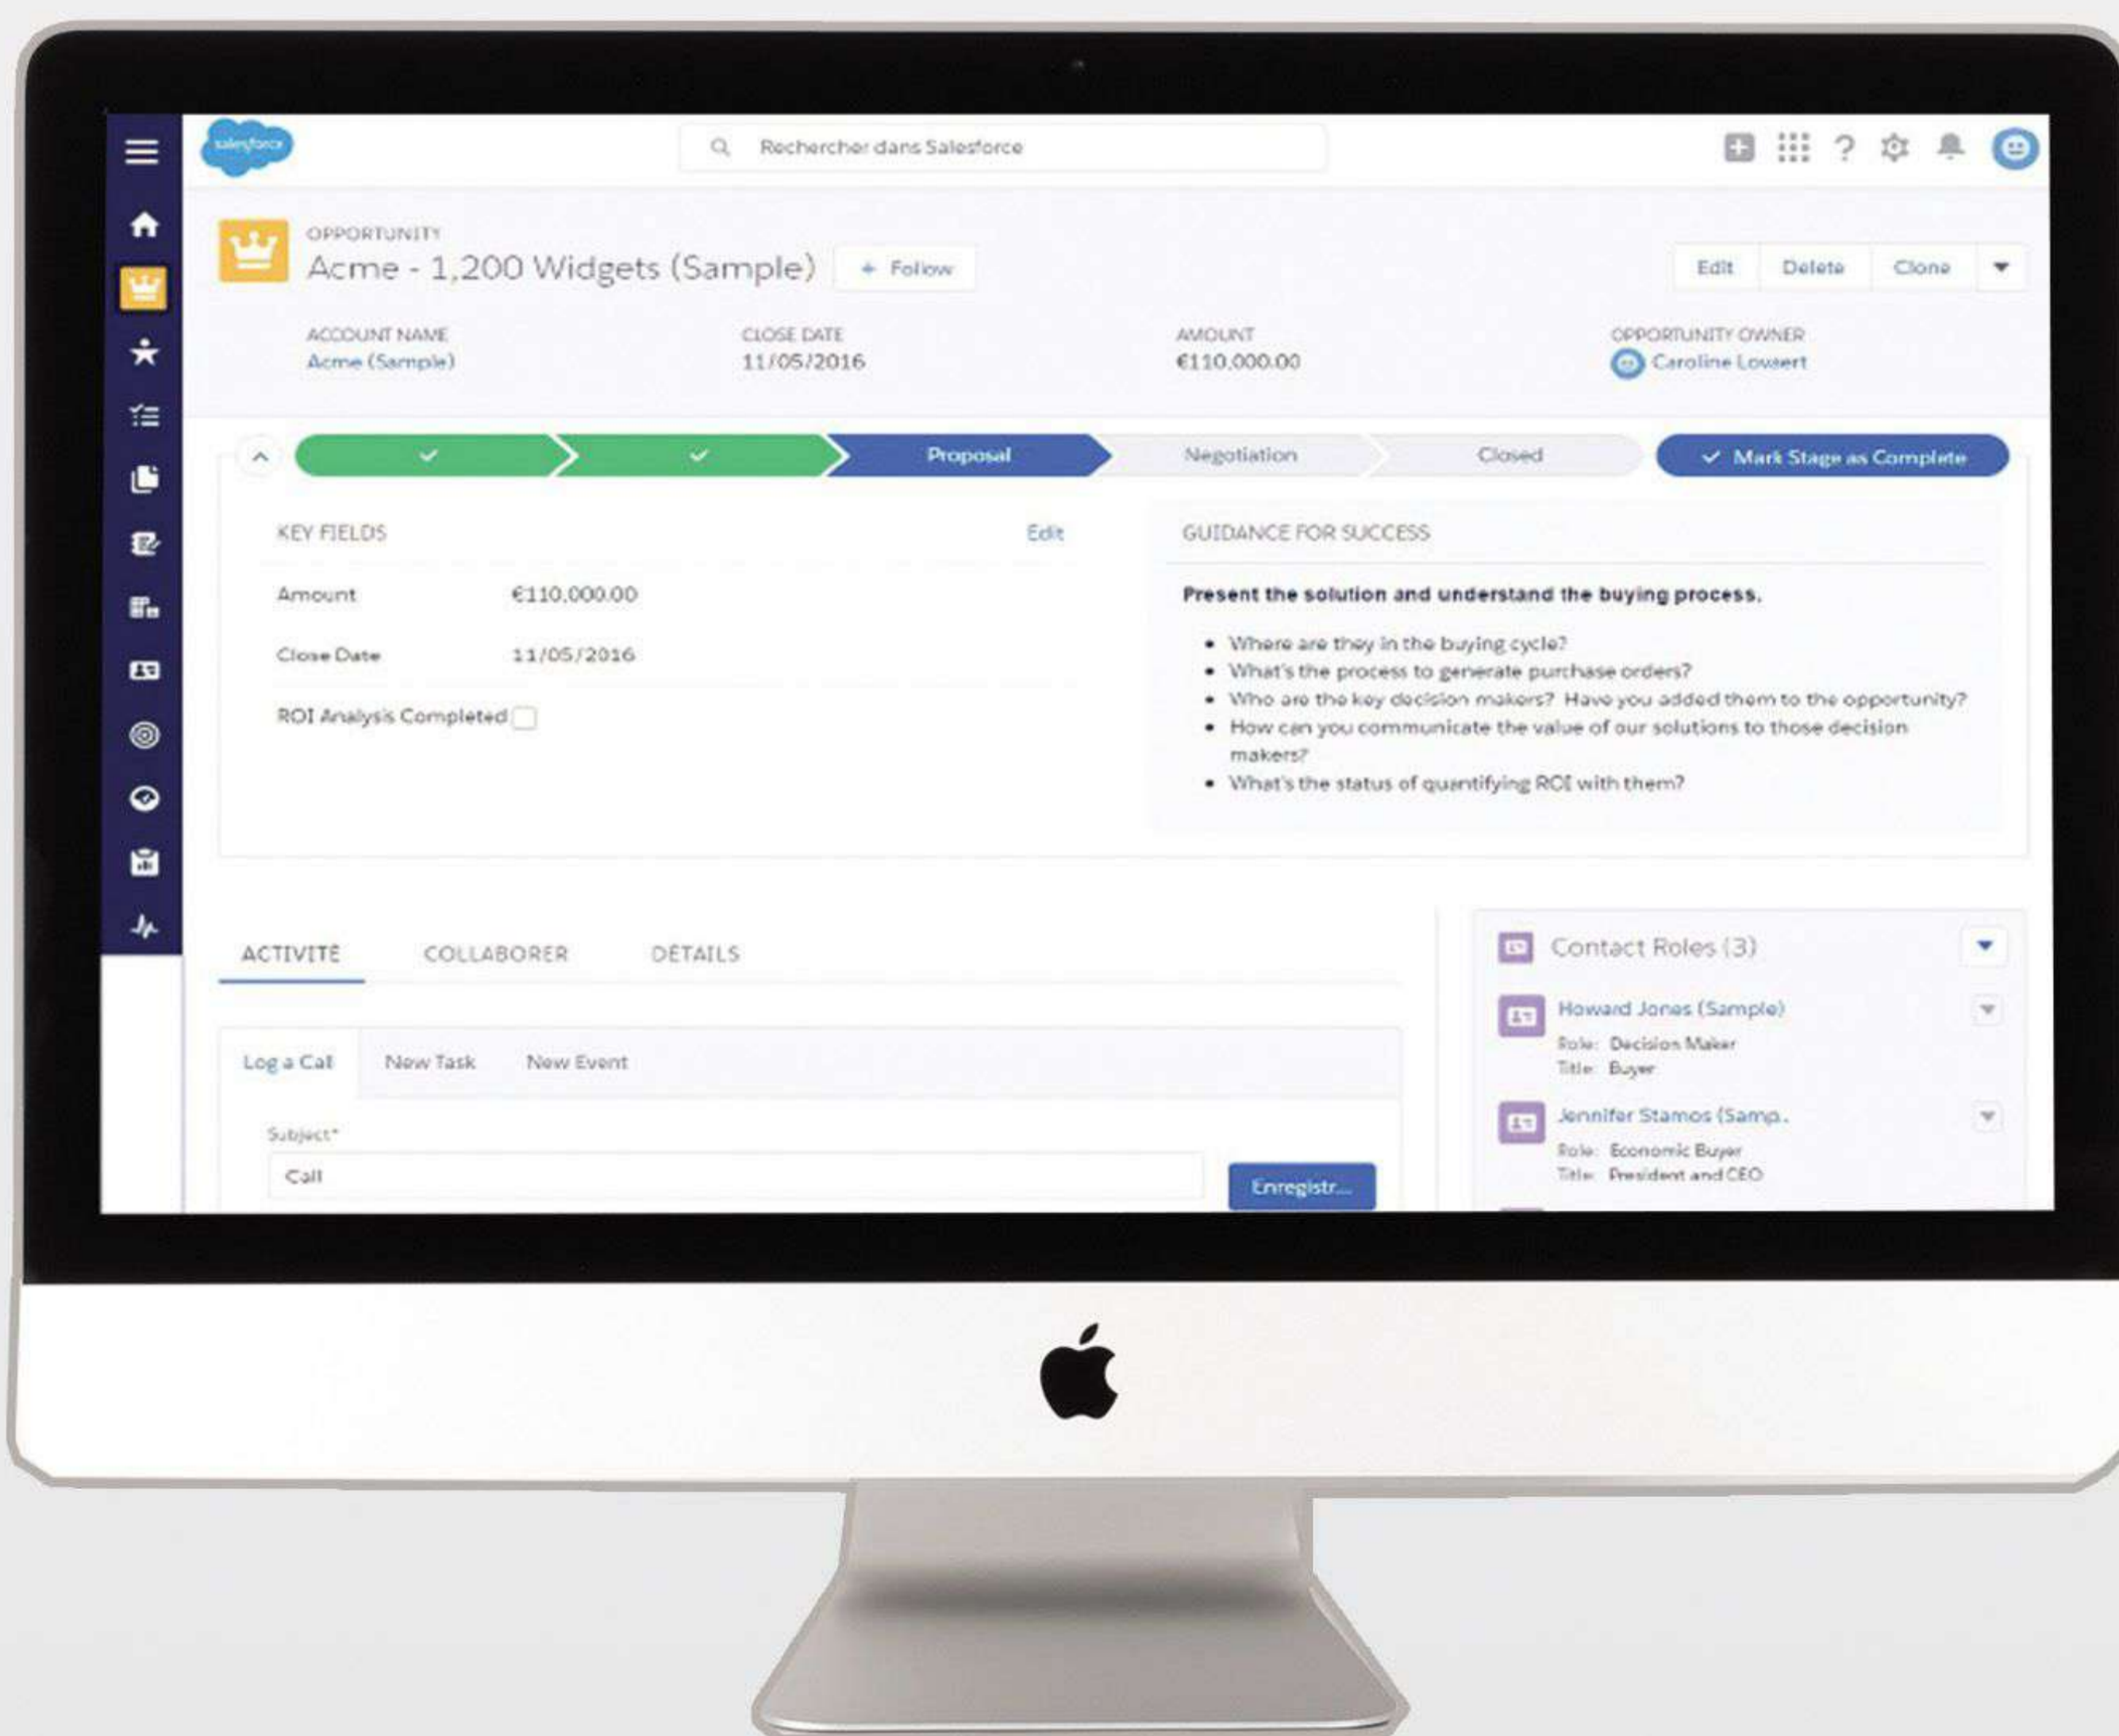 salesforce
Rechercher dans Salesforce
OPPORTUNITY
Acme - 1,200 Widgets (Sample)
+ Follow
Edit Delete Clone
ACCOUNT NAME CLOSE DATE AMOUNT OPPORTUNITY OWNER
Acme (Sample) 11/05/2016 €110,000.00 Caroline Lowaert
Proposal Negotiation Closed Mark Stage as Complete
KEY FIELDS Edit
Amount €110,000.00
Close Date 11/05/2016
ROI Analysis Completed
GUIDANCE FOR SUCCESS
Present the solution and understand the buying process.
• Where are they in the buying cycle?
• What's the process to generate purchase orders?
• Who are the key decision makers? Have you added them to the opportunity?
• How can you communicate the value of our solutions to those decision
makers?
• What's the status of quantifying ROI with them?
ACTIVITÉ COLLABORER DÉTAILS
Log a Call New Task New Event
Subject*
Call
Enregistr...
Contact Roles (3)
Howard Jones (Sample)
Role: Decision Maker
Title: Buyer
Jennifer Stamos (Samp..
Role: Economic Buyer
Title: President and CEO